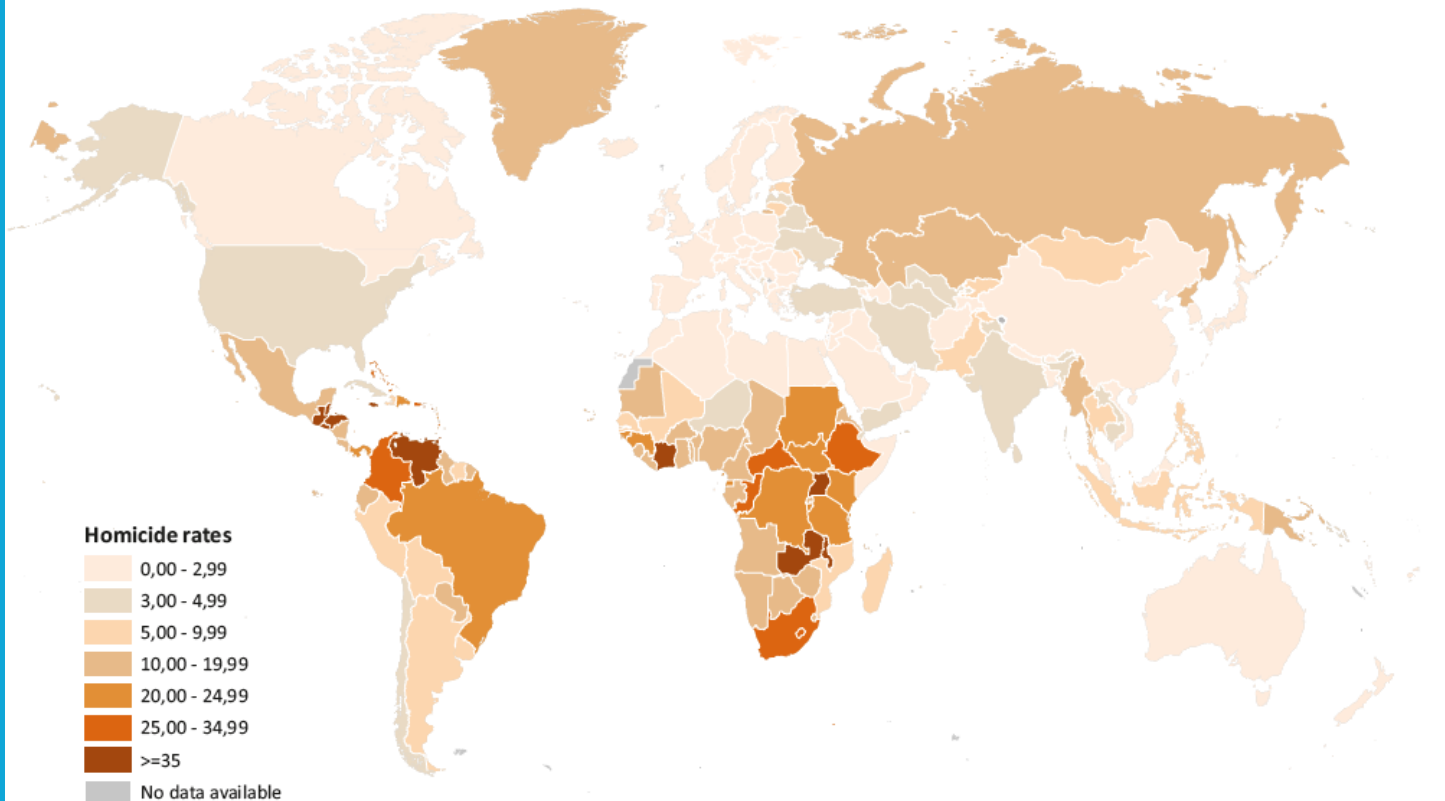 Homicide rates
0,00 - 2,99
3,00 - 4,99
5,00 - 9,99
10,00 - 19,99
20,00 - 24,99
25,00 - 34,99
>=35
No data available